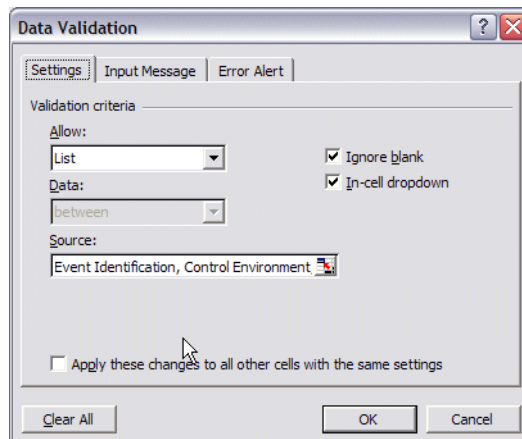 Data Validation
Settings Input Message Error Alert
Validation criteria
Allow:
List
Ignore blank
Data:
In-cell dropdown
between
Source:
Event Identification, Control Environment,
Apply these changes to all other cells with the same settings
Clear All OK Cancel